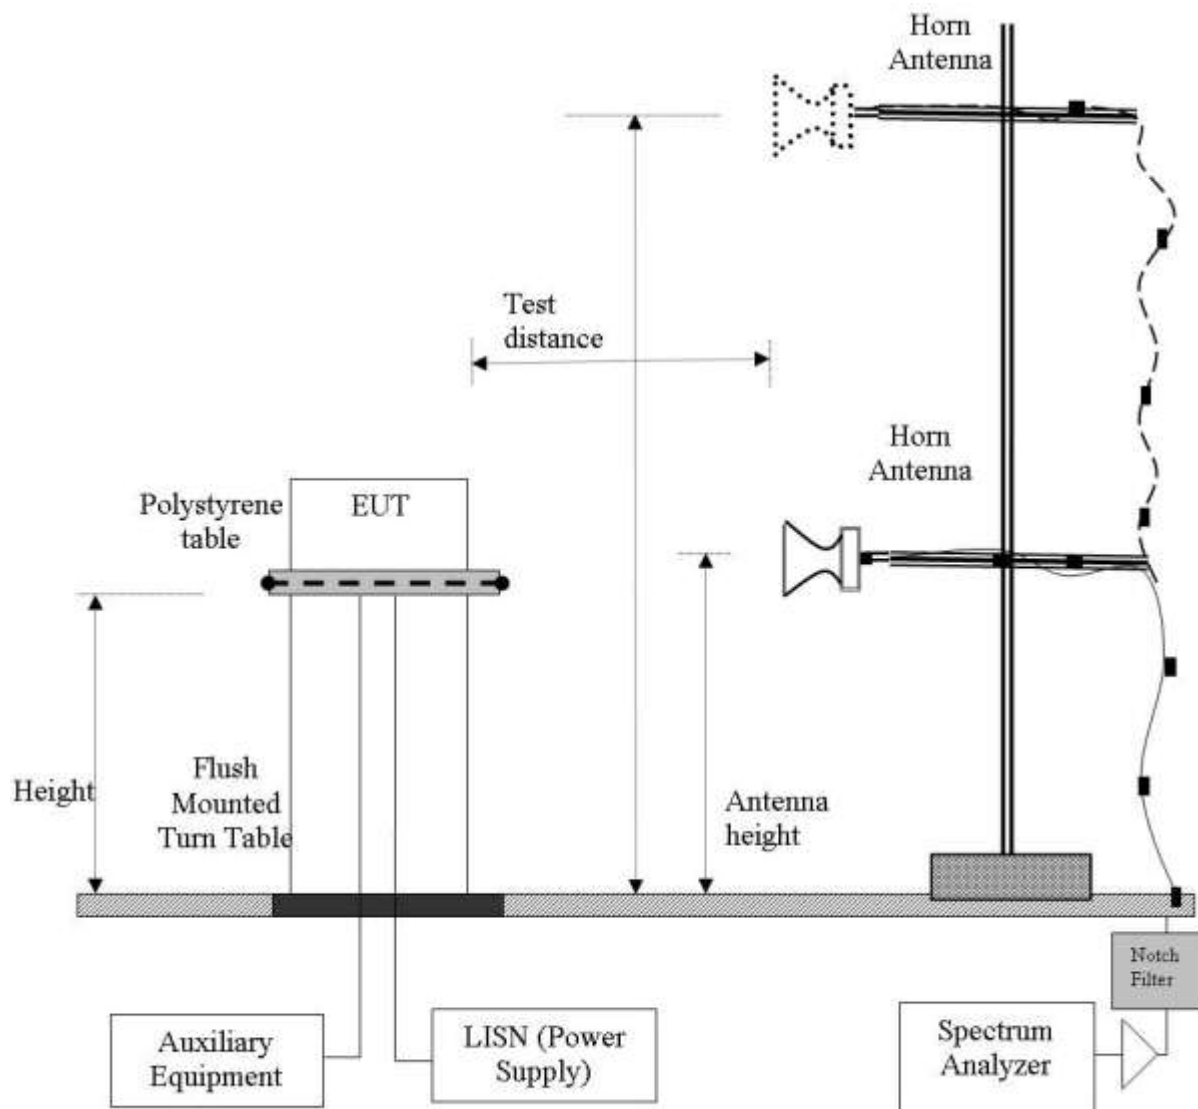 Horn
Antenna
Test
distance
Horn
Antenna
Polystyrene
table
EUT
Height
Flush
Mounted
Turn Table
Antenna
height
Notch
Filter
Auxiliary
Equipment
LISN (Power
Supply)
Spectrum
Analyzer